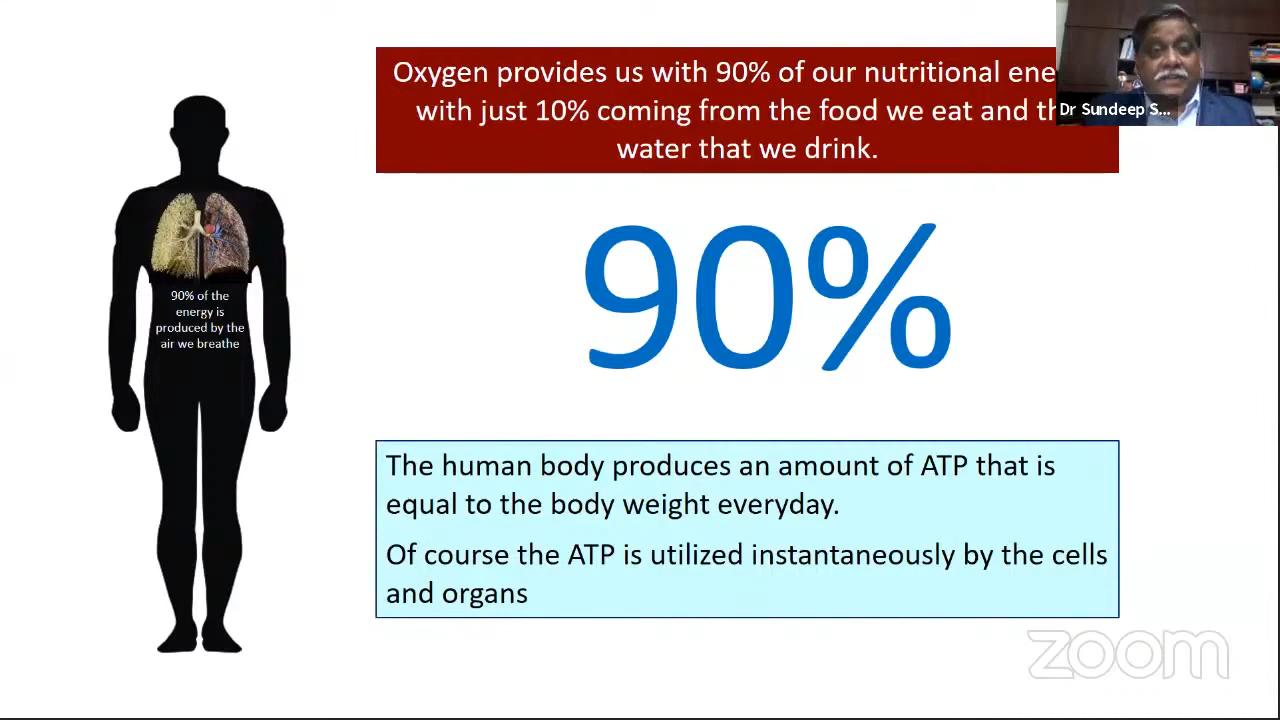 Oxygen provides us with 90% of our nutritional ene
with just 10% coming from the food we eat and th
water that we drink.
Dr Sundeep S...
90%
90% of the
energy is
produced by the
air we breathe
The human body produces an amount of ATP that is
equal to the body weight everyday.
Of course the ATP is utilized instantaneously by the cells
and organs
zoom